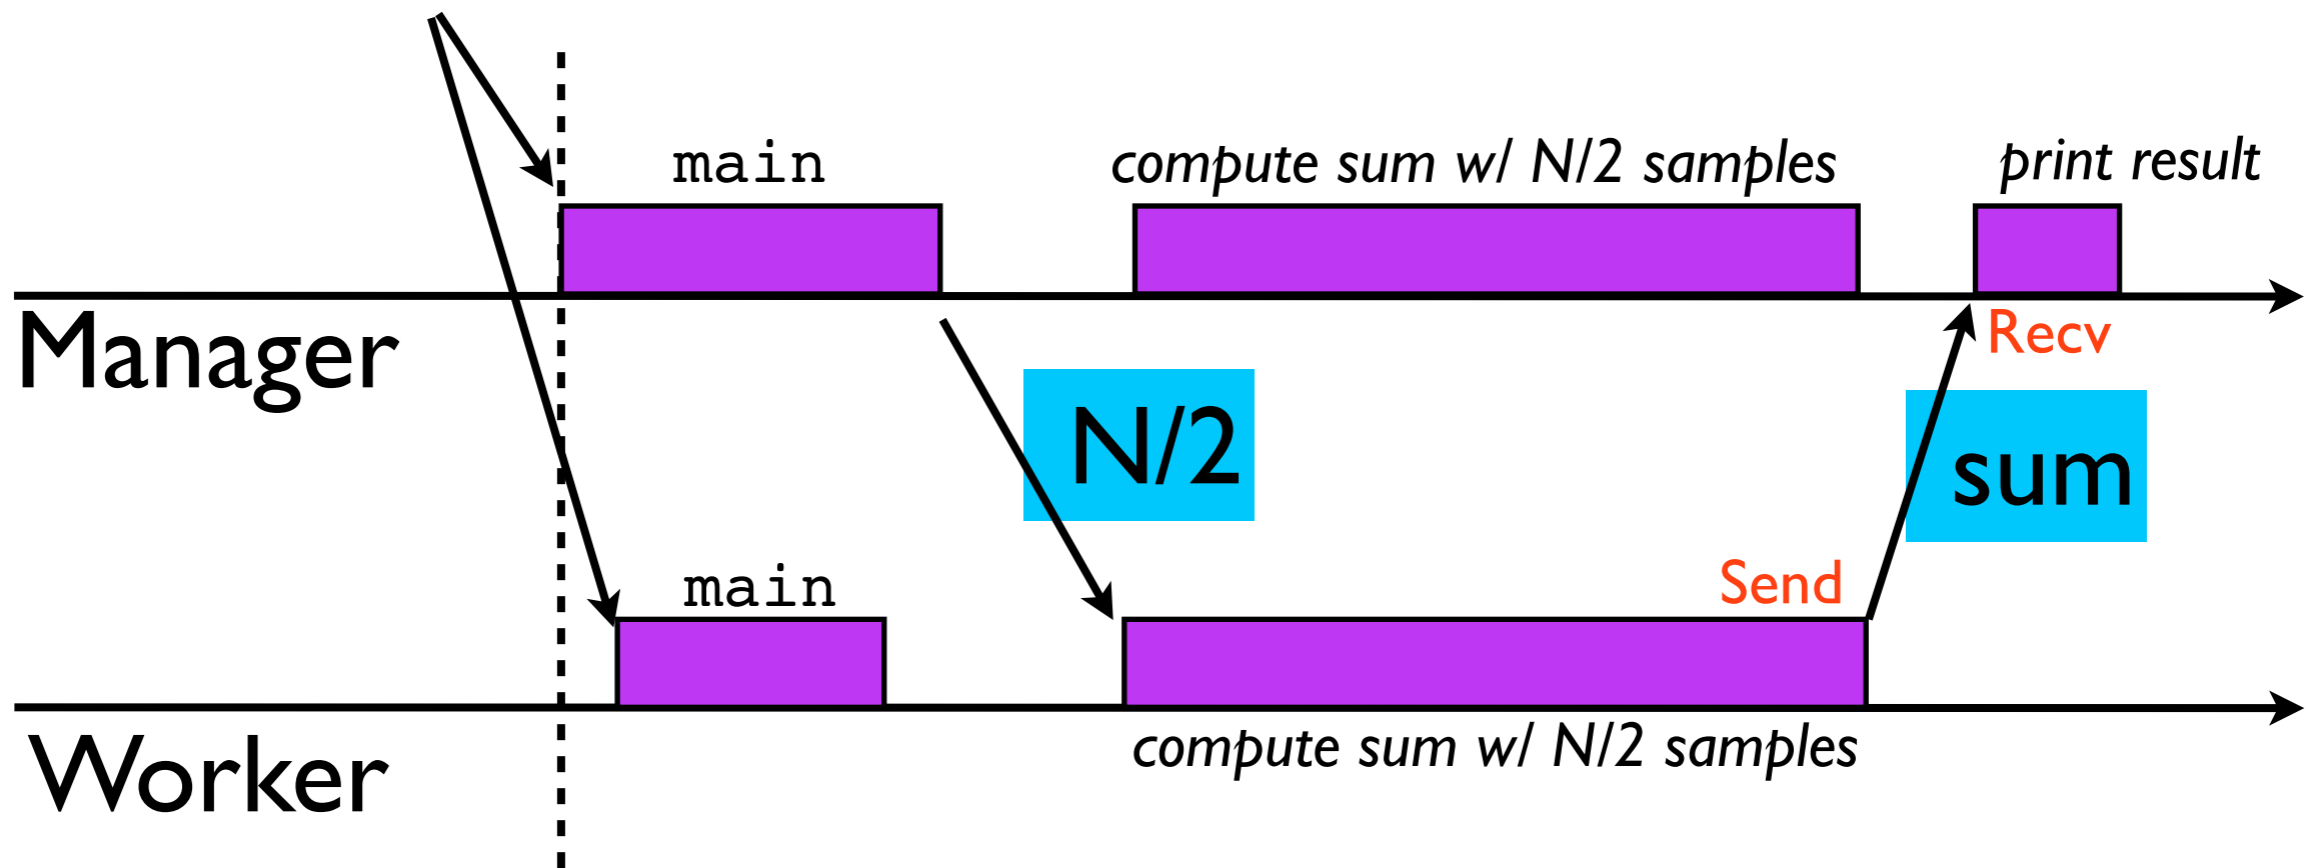 main
compute sum w/ N/2 samples
print result
Manager
Recv
N/2
sum
main
Send
compute sum w/ N/2 samples
Worker